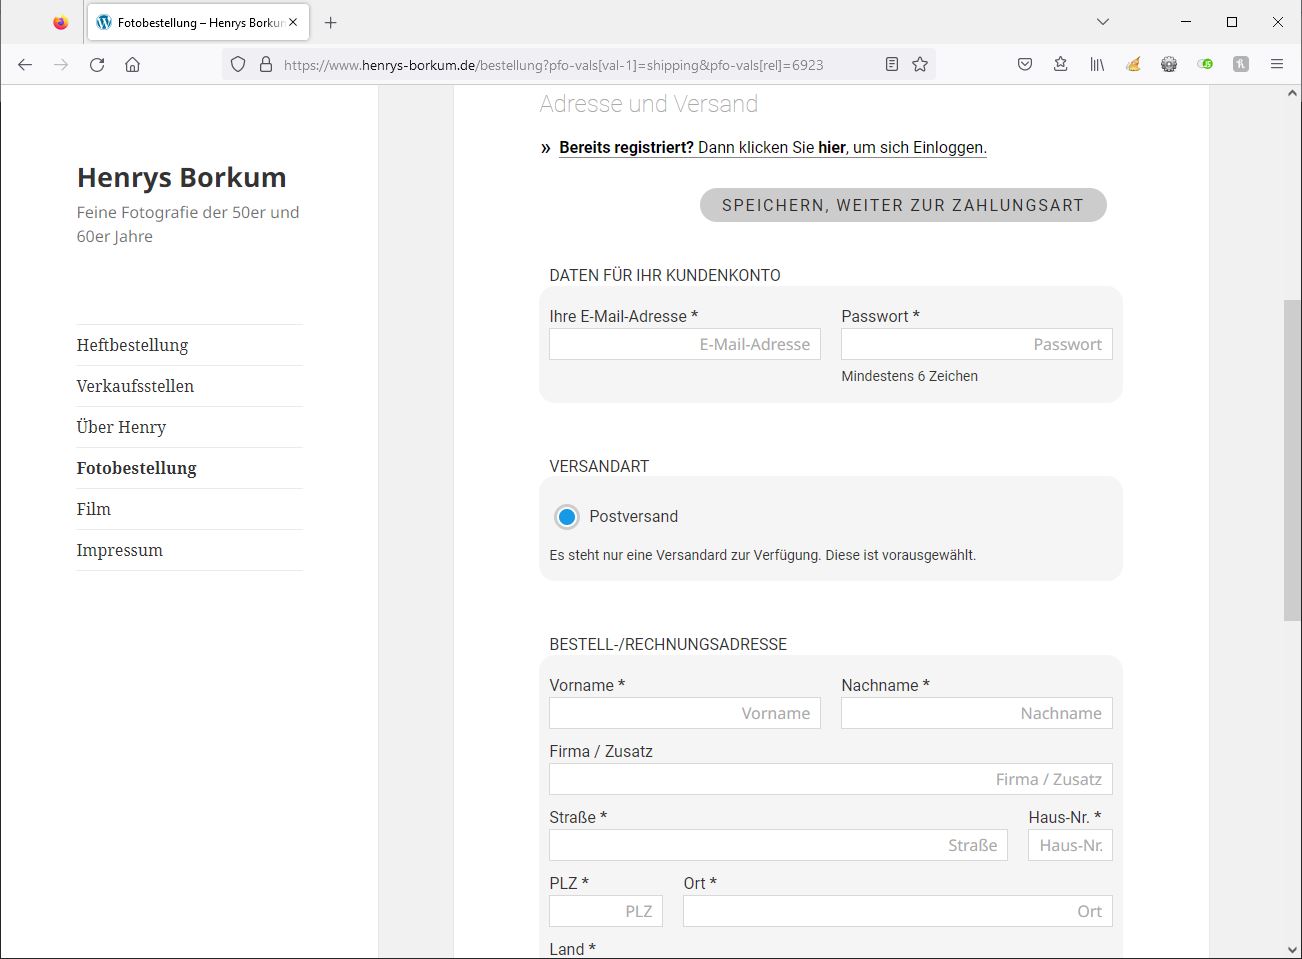 Fotobestellung – Henrys Borkum
https://www.henrys-borkum.de/bestellung?pfo-vals[val-1]=shipping&pfo-vals[rel]=6923
Henrys Borkum
Feine Fotografie der 50er und
60er Jahre
Heftbestellung
Verkaufsstellen
Über Henry
Fotobestellung
Film
Impressum
Adresse und Versand
» Bereits registriert? Dann klicken Sie hier, um sich Einloggen.
SPEICHERN, WEITER ZUR ZAHLUNGSART
DATEN FÜR IHR KUNDENKONTO
Ihre E-Mail-Adresse * Passwort *
E-Mail-Adresse Passwort
Mindestens 6 Zeichen
VERSANDART
Postversand
Es steht nur eine Versandard zur Verfügung. Diese ist vorausgewählt.
BESTELL-/RECHNUNGSADRESSE
Vorname * Nachname *
Vorname Nachname
Firma / Zusatz
Firma / Zusatz
Straße * Haus-Nr. *
Straße Haus-Nr.
PLZ * Ort *
PLZ Ort
Land *